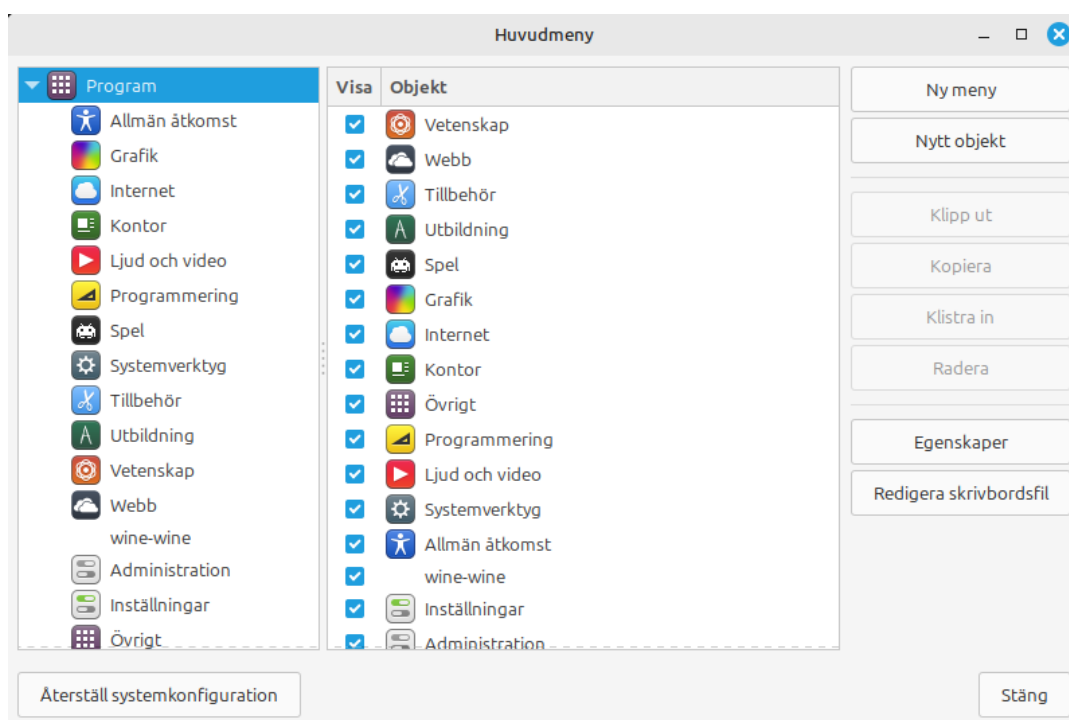 Huvudmeny
Program
Allmän åtkomst
Grafik
Internet
Kontor
Ljud och video
Programmering
Spel
Systemverktyg
Tillbehör
Utbildning
Vetenskap
Webb
wine-wine
Administration
Inställningar
Övrigt
Visa Objekt
Vetenskap
Webb
Tillbehör
Utbildning
Spel
Grafik
Internet
Kontor
Övrigt
Programmering
Ljud och video
Systemverktyg
Allmän åtkomst
wine-wine
Inställningar
Administration
Ny meny
Nytt objekt
Klipp ut
Kopiera
Klistra in
Radera
Egenskaper
Redigera skrivbordsfil
Återställ systemkonfiguration
Stäng